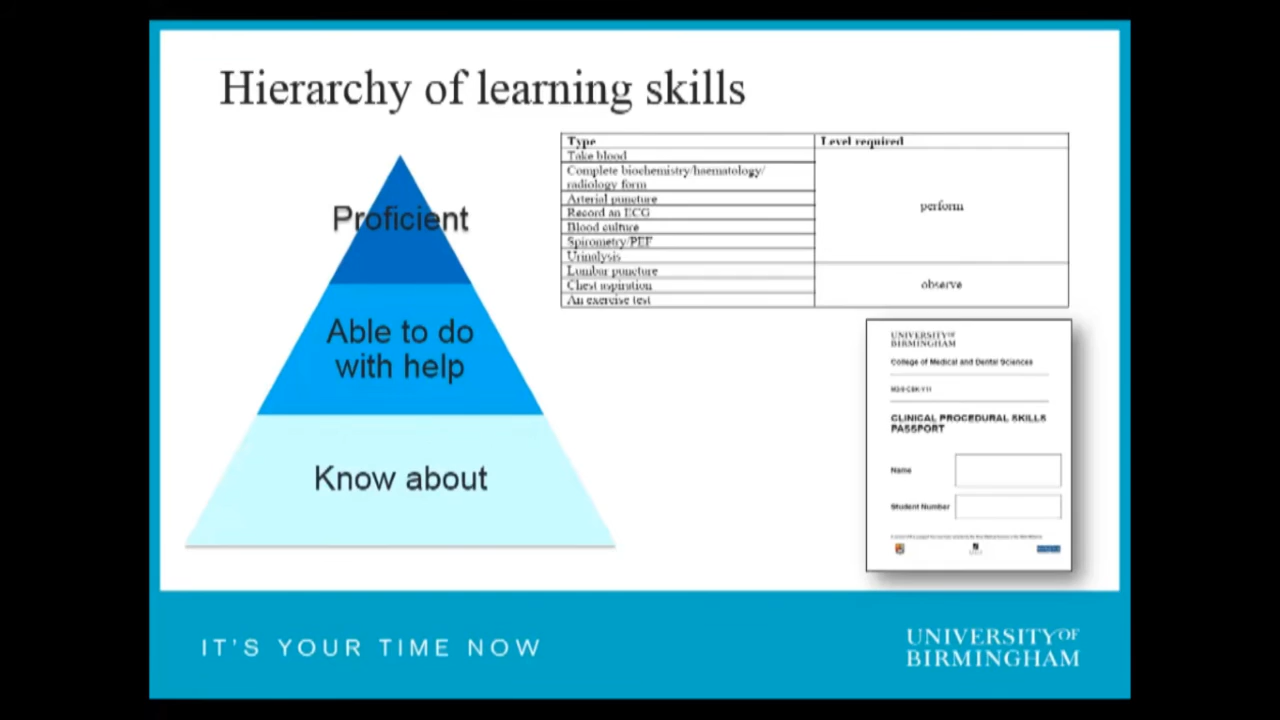 Hierarchy of learning skills
Proficient
Able to do
with help
Know about
Type
Level required
Take blood
Complete biochemistry/haematology/
radiology form
Arterial puncture
Record an ECG
Blood culture
Spirometry/PEF
Urinalysis
perform
Lumbar puncture
Chest aspiration
An exercise test
observe
UNIVERSITY OF
BIRMINGHAM
College of Medical and Dental Sciences
CLINICAL PROCEDURAL SKILLS
PASSPORT
Name
Student Number
IT'S YOUR TIME NOW
UNIVERSITY OF
BIRMINGHAM